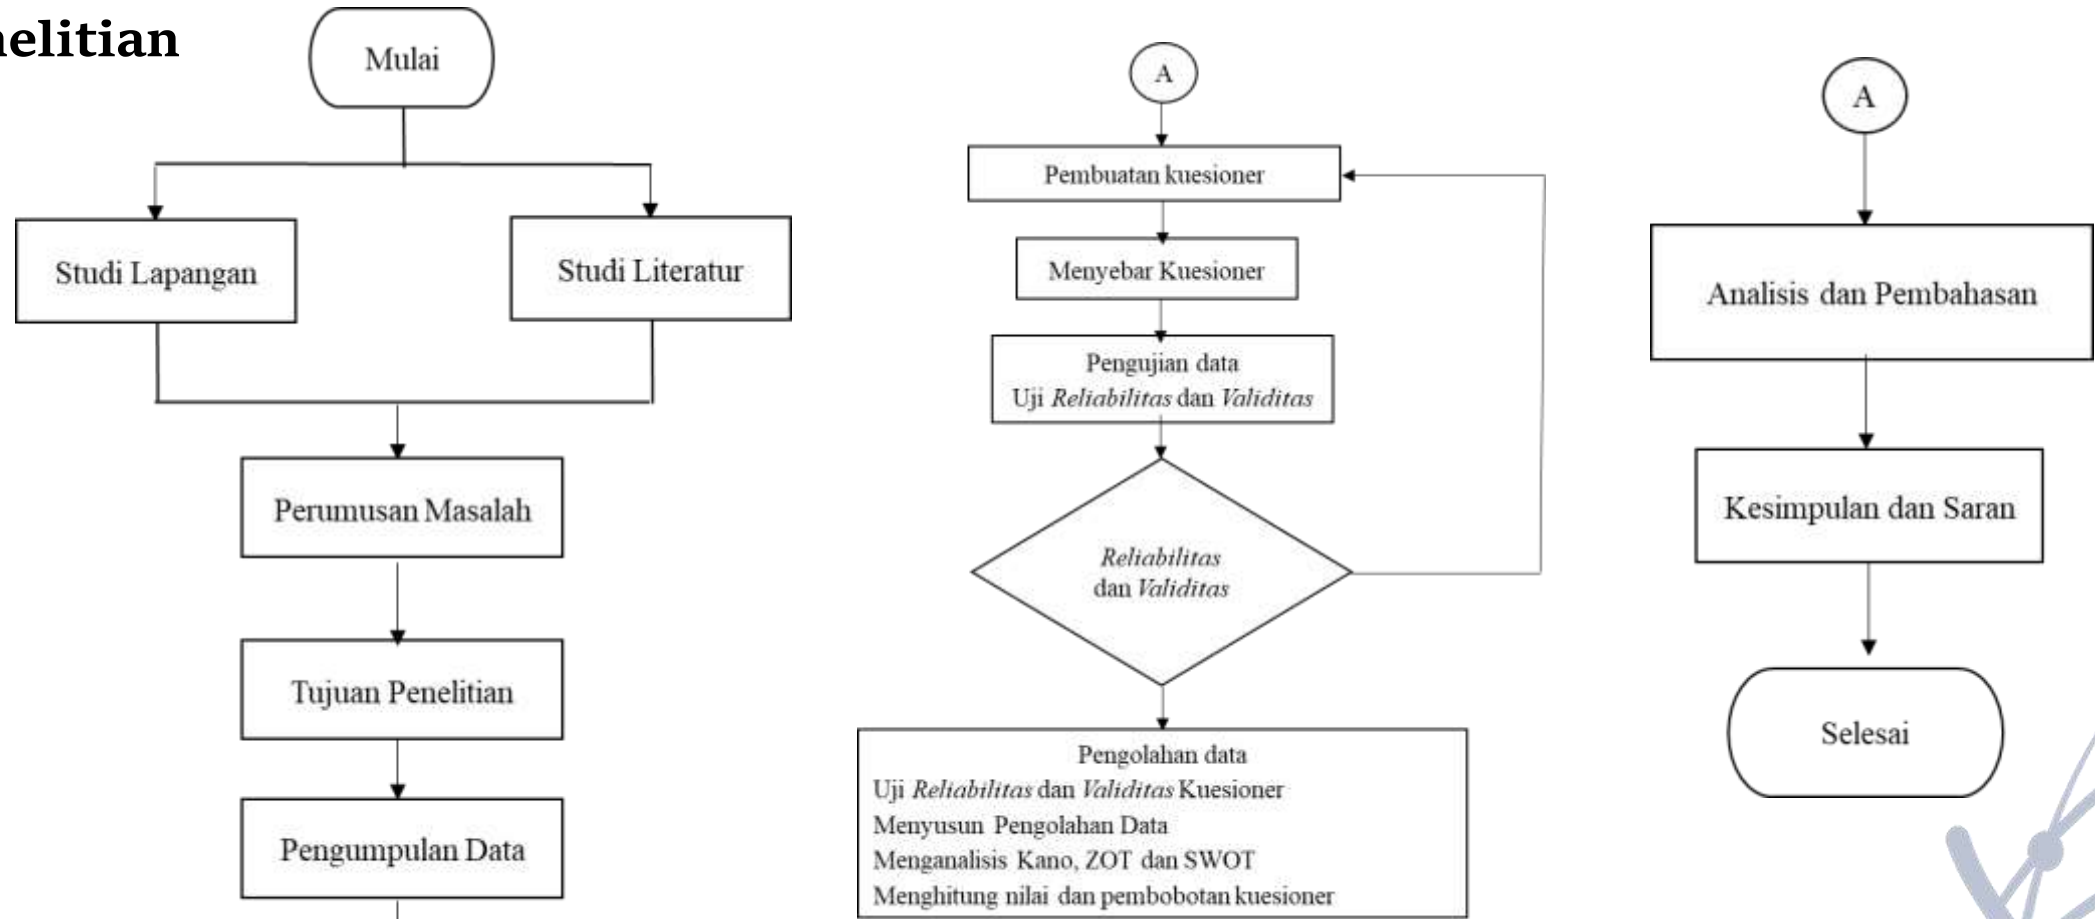 nelitian
Mulai
Studi Lapangan
Studi Literatur
Perumusan Masalah
Tujuan Penelitian
Pengumpulan Data
A
Pembuatan kuesioner
Menyebar Kuesioner
Pengujian data
Uji Reliabilitas dan Validitas
Reliabilitas
dan Validitas
Pengolahan data
Uji Reliabilitas dan Validitas Kuesioner
Menyusun Pengolahan Data
Menganalisis Kano, ZOT dan SWOT
Menghitung nilai dan pembobotan kuesioner
A
Analisis dan Pembahasan
Kesimpulan dan Saran
Selesai